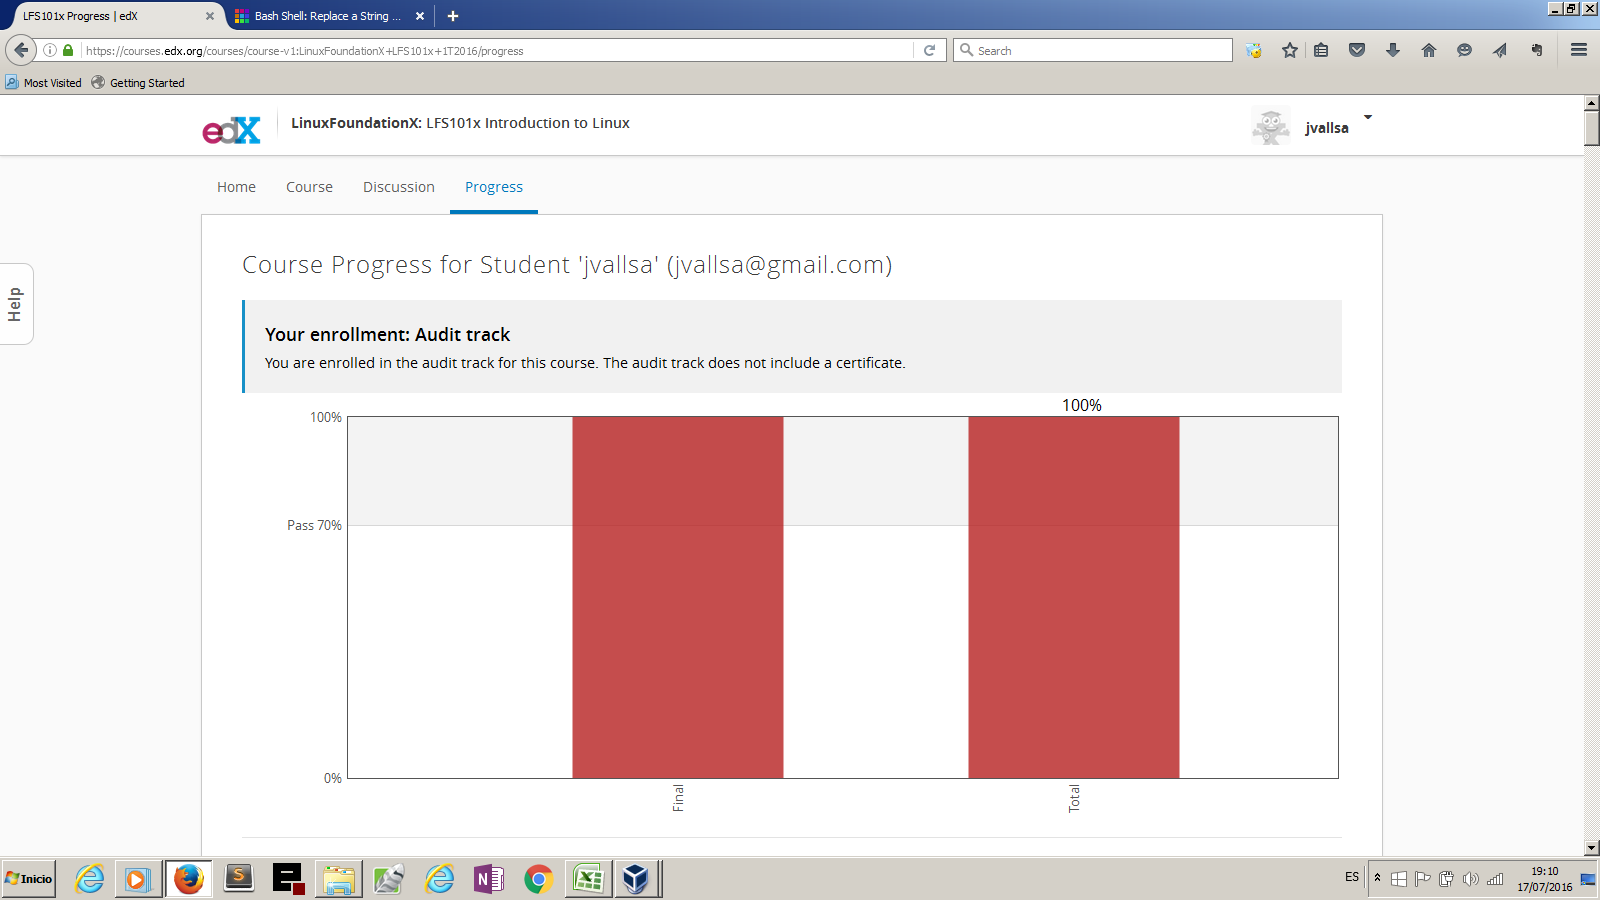 LFS101x Progress | edX
Bash Shell: Replace a String ...
https://courses.edx.org/courses/course-v1:LinuxFoundationX+LFS101x+1T2016/progress
Search
Most Visited
Getting Started
edX
LinuxFoundationX: LFS101x Introduction to Linux
jvallsa
Home
Course
Discussion
Progress
Help
Course Progress for Student 'jvallsa' (jvallsa@gmail.com)
Your enrollment: Audit track
You are enrolled in the audit track for this course. The audit track does not include a certificate.
100%
100%
Pass 70%
0%
Final
Total
Inicio
ES
19:10
17/07/2016